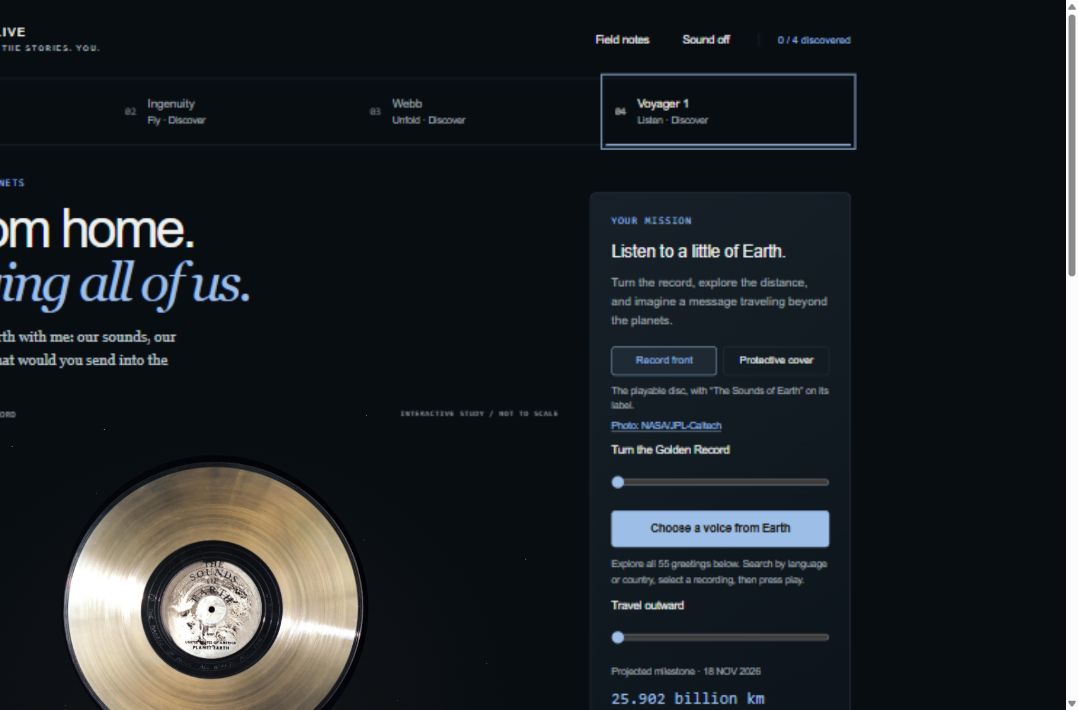 LIVE
THE STORIES. YOU.
Field notes
Sound off
0 / 4 discovered
02
Ingenuity
Fly · Discover
03
Webb
Unfold · Discover
04
Voyager 1
Listen · Discover
NETS
om home.
ing all of us.
rth with me: our sounds, our
at would you send into the
ORD
INTERACTIVE STUDY / NOT TO SCALE
THE
SOUNDS
OF
EARTH
UNITED STATES OF AMERICA
PLANET EARTH
YOUR MISSION
Listen to a little of Earth.
Turn the record, explore the distance,
and imagine a message traveling beyond
the planets.
Record front
Protective cover
The playable disc, with "The Sounds of Earth" on its
label.
Photo: NASA/JPL-Caltech
Turn the Golden Record
Choose a voice from Earth
Explore all 55 greetings below. Search by language
or country, select a recording, then press play.
Travel outward
Projected milestone · 18 NOV 2026
25.902 billion km